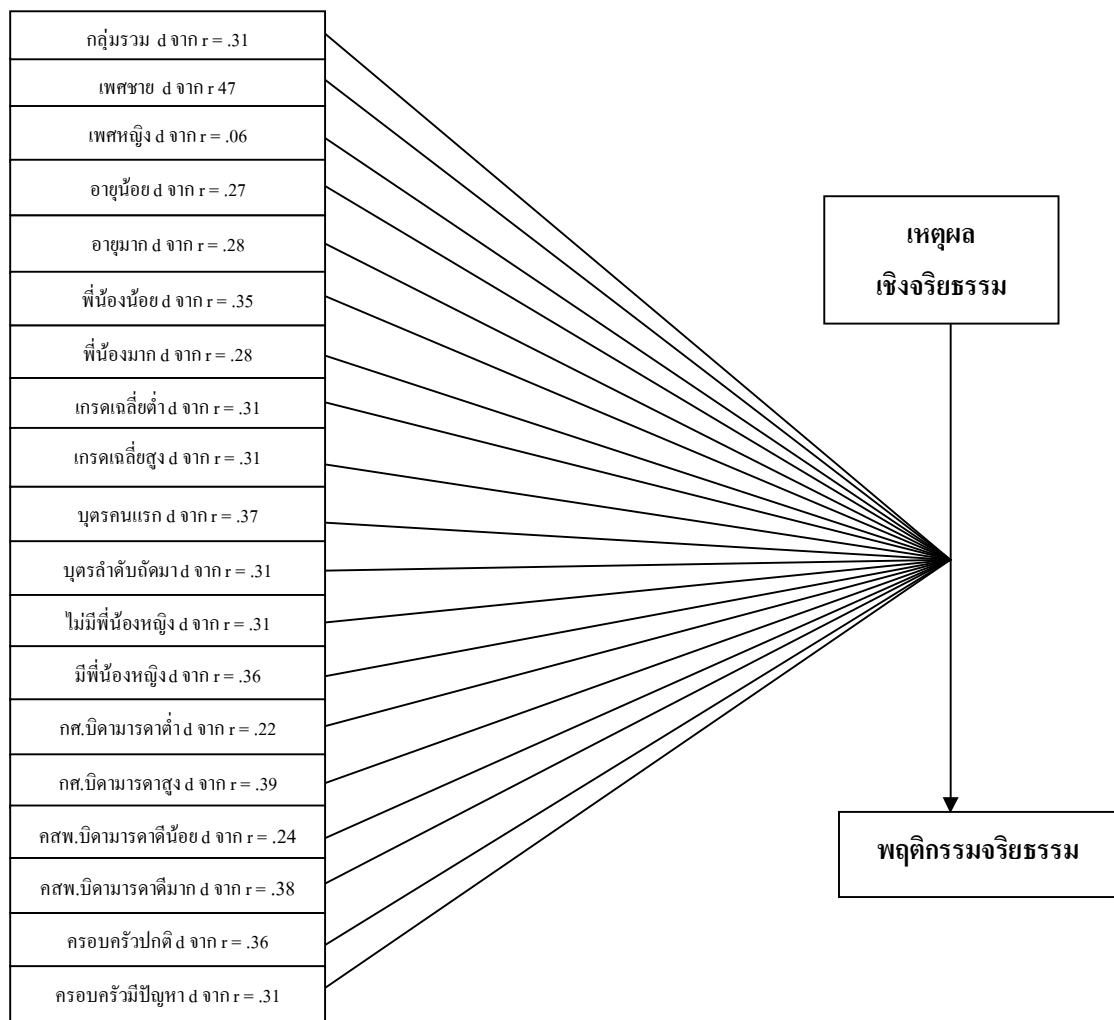 กลุ่มรวม d จาก r = .31
เพศชาย d จาก r 47
เพศหญิง d จาก r = .06
อายุน้อย d จาก r = .27
อายุมาก d จาก r = .28
พี่น้องน้อย d จาก r = .35
พี่น้องมาก d จาก r = .28
เกรดเฉลี่ยต่ำ d จาก r = .31
เกรดเฉลี่ยสูง d จาก r = .31
บุตรคนแรก d จาก r = .37
บุตรลำดับถัดมา d จาก r = .31
ไม่มีพี่น้องหญิง d จาก r = .31
มีพี่น้องหญิง d จาก r = .36
กศ.บิดามารดาต่ำ d จาก r = .22
กศ.บิดามารดาสูง d จาก r = .39
คสพ.บิดามารดาดีน้อย d จาก r = .24
คสพ.บิดามารดาดีมาก d จาก r = .38
ครอบครัวปกติ d จาก r = .36
ครอบครัวมีปัญหา d จาก r = .31
เหตุผล
เชิงจริยธรรม
พฤติกรรมจริยธรรม